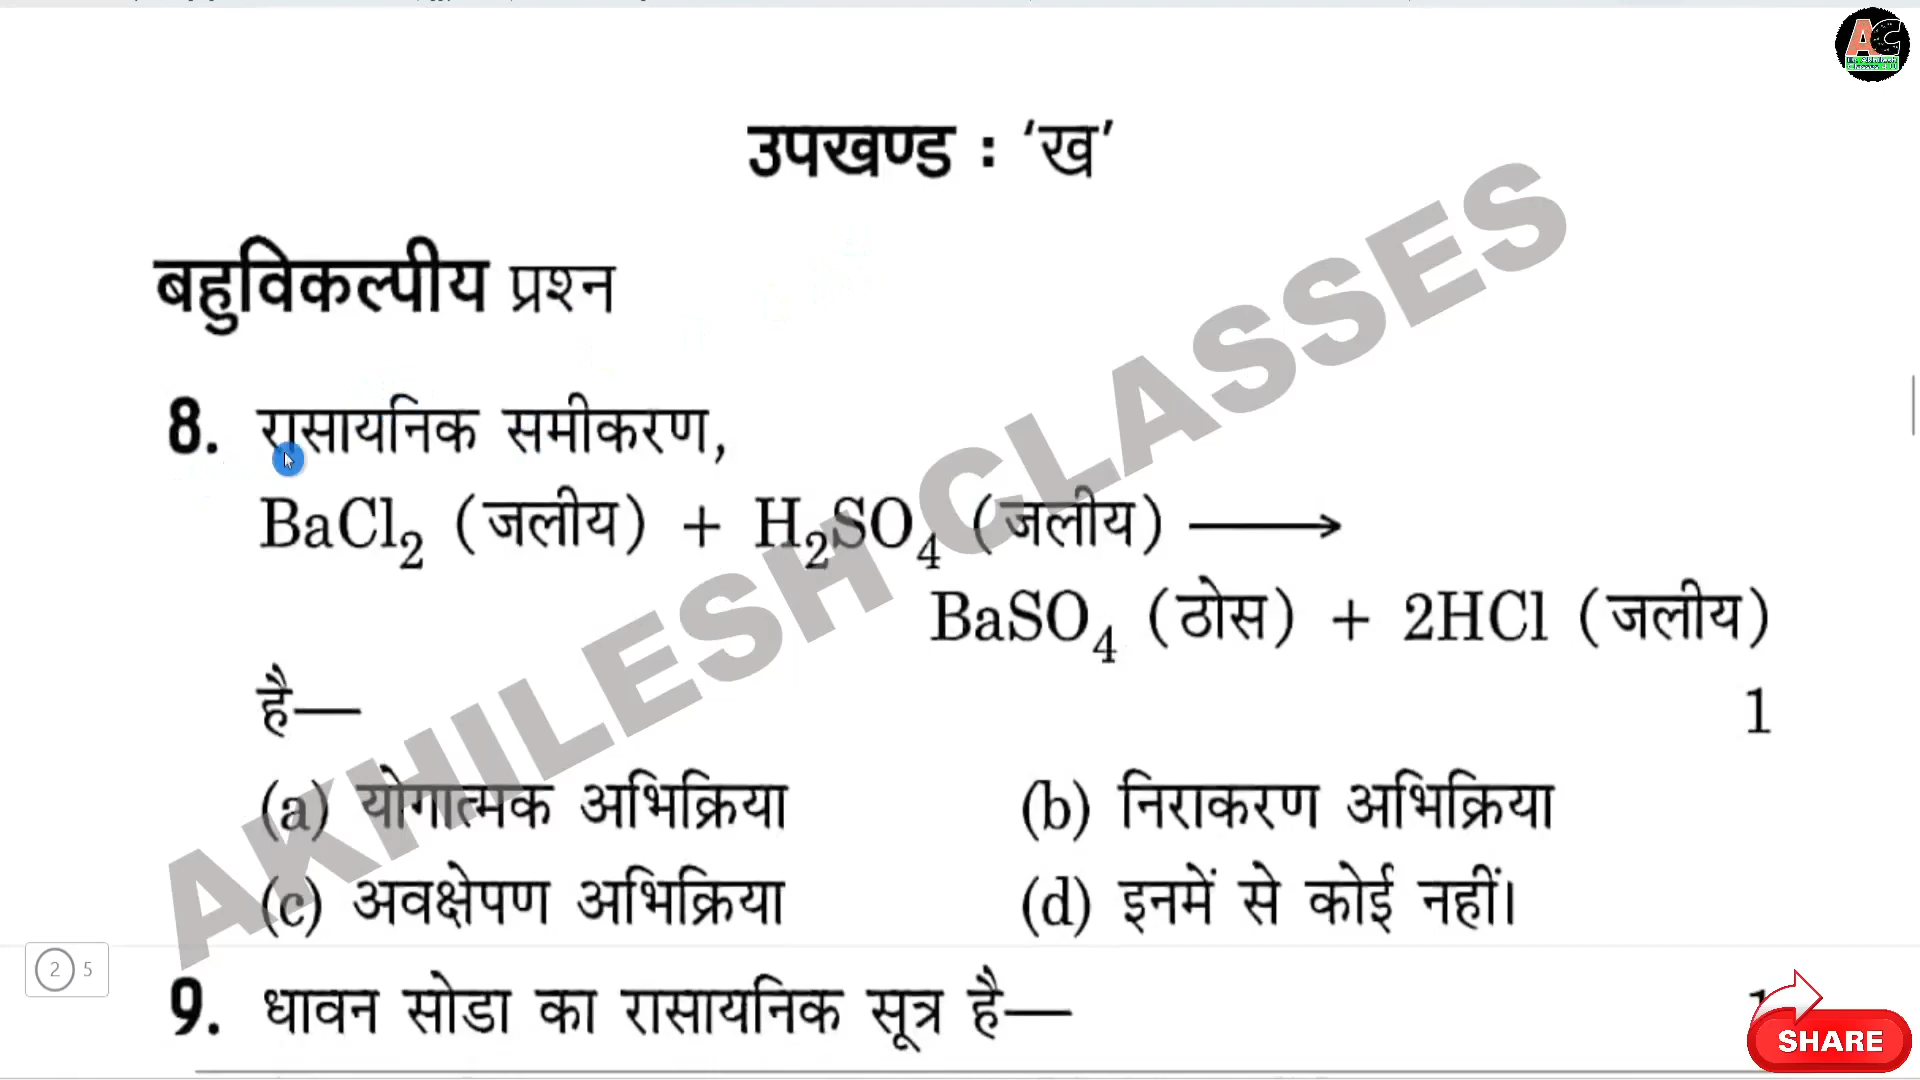 उपखण्ड : ‘ख’
बहुविकल्पीय प्रश्न
8. रासायनिक समीकरण,
BaCl₂ (जलीय) + H₂SO₄ (जलीय) ⟶
BaSO₄ (ठोस) + 2HCl (जलीय)
है— 1
(a) योगात्मक अभिक्रिया (b) निराकरण अभिक्रिया
(c) अवक्षेपण अभिक्रिया (d) इनमें से कोई नहीं।
9. धावन सोडा का रासायनिक सूत्र है—
AKHILESH CLASSES
AC
2 5
SHARE